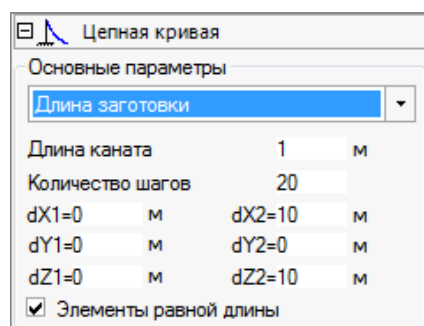 Цепная кривая
Основные параметры
Длина заготовки
Длина каната 1 м
Количество шагов 20
dX1=0 м dX2=10 м
dY1=0 м dY2=0 м
dZ1=0 м dZ2=10 м
Элементы равной длины